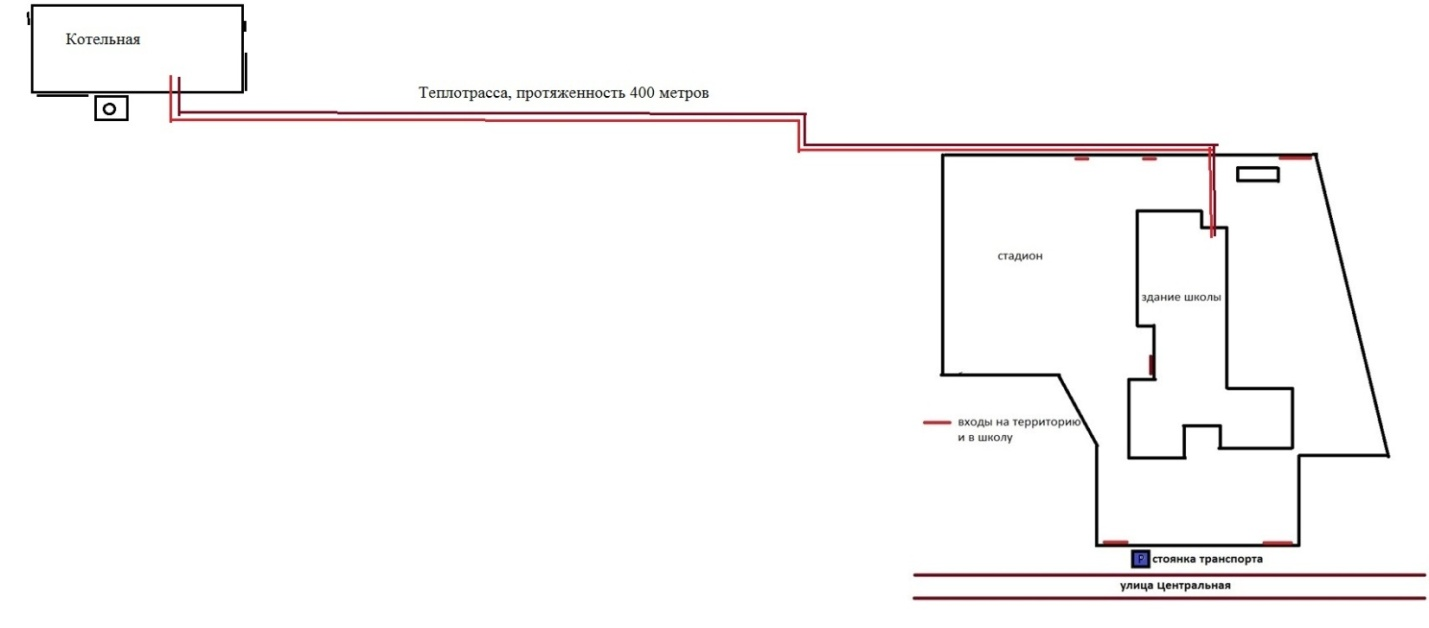 Котельная
Теплотрасса, протяженность 400 метров
стадион
здание школы
входы на территорию
и в школу
P стоянка транспорта
улица Центральная